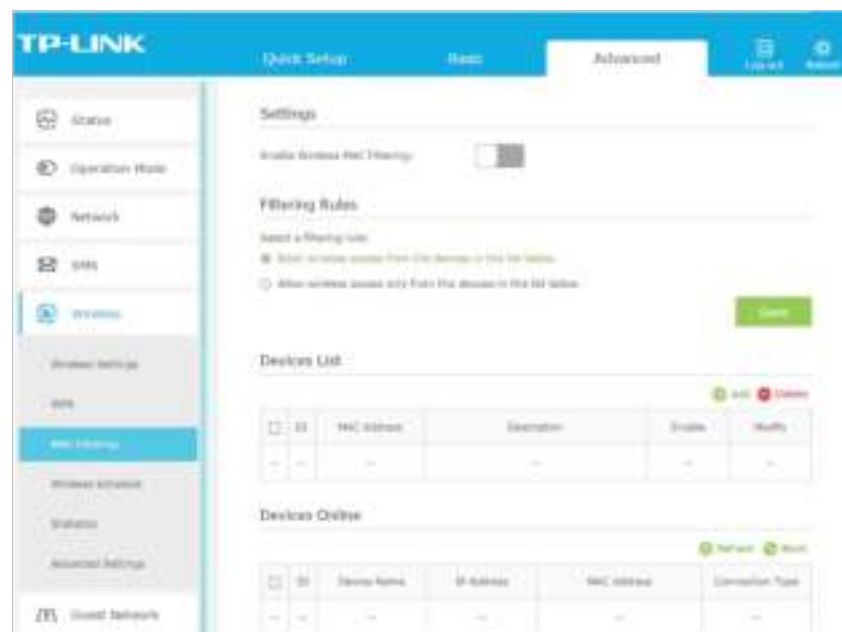 TP-LINK
Quick Setup
Basic
Advanced
Log out
Reboot
Status
Operation Mode
Network
SMS
Wireless
Wireless Settings
WPS
MAC Filtering
Wireless Schedule
Statistics
Advanced Settings
Guest Network
Settings
Enable Wireless MAC Filtering:
Filtering Rules
Select a filtering rule:
Block wireless access from the devices in the list below.
Allow wireless access only from the devices in the list below.
Save
Devices List
Add Delete
ID MAC Address Description Enable Modify
-- -- -- -- -- --
Devices Online
Refresh Block
ID Device Name IP Address MAC Address Connection Type
-- -- -- -- -- --